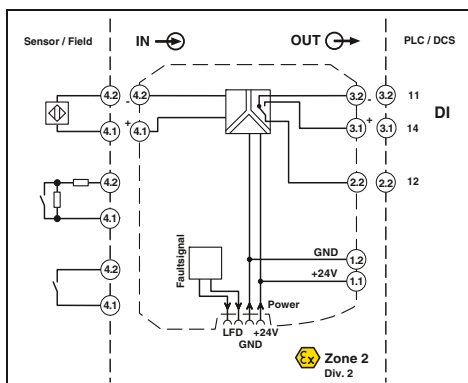 Sensor / Field
IN
OUT
PLC / DCS
4.2
4.2 -
3.2 -
3.2
11
DI
4.1
+ 4.1
3.1 +
3.1
14
4.2
2.2
2.2
12
4.1
GND
1.2
+24V
1.1
4.2
4.1
Faultsignal
Power
LFD
+24V
GND
Ex
Zone 2
Div. 2